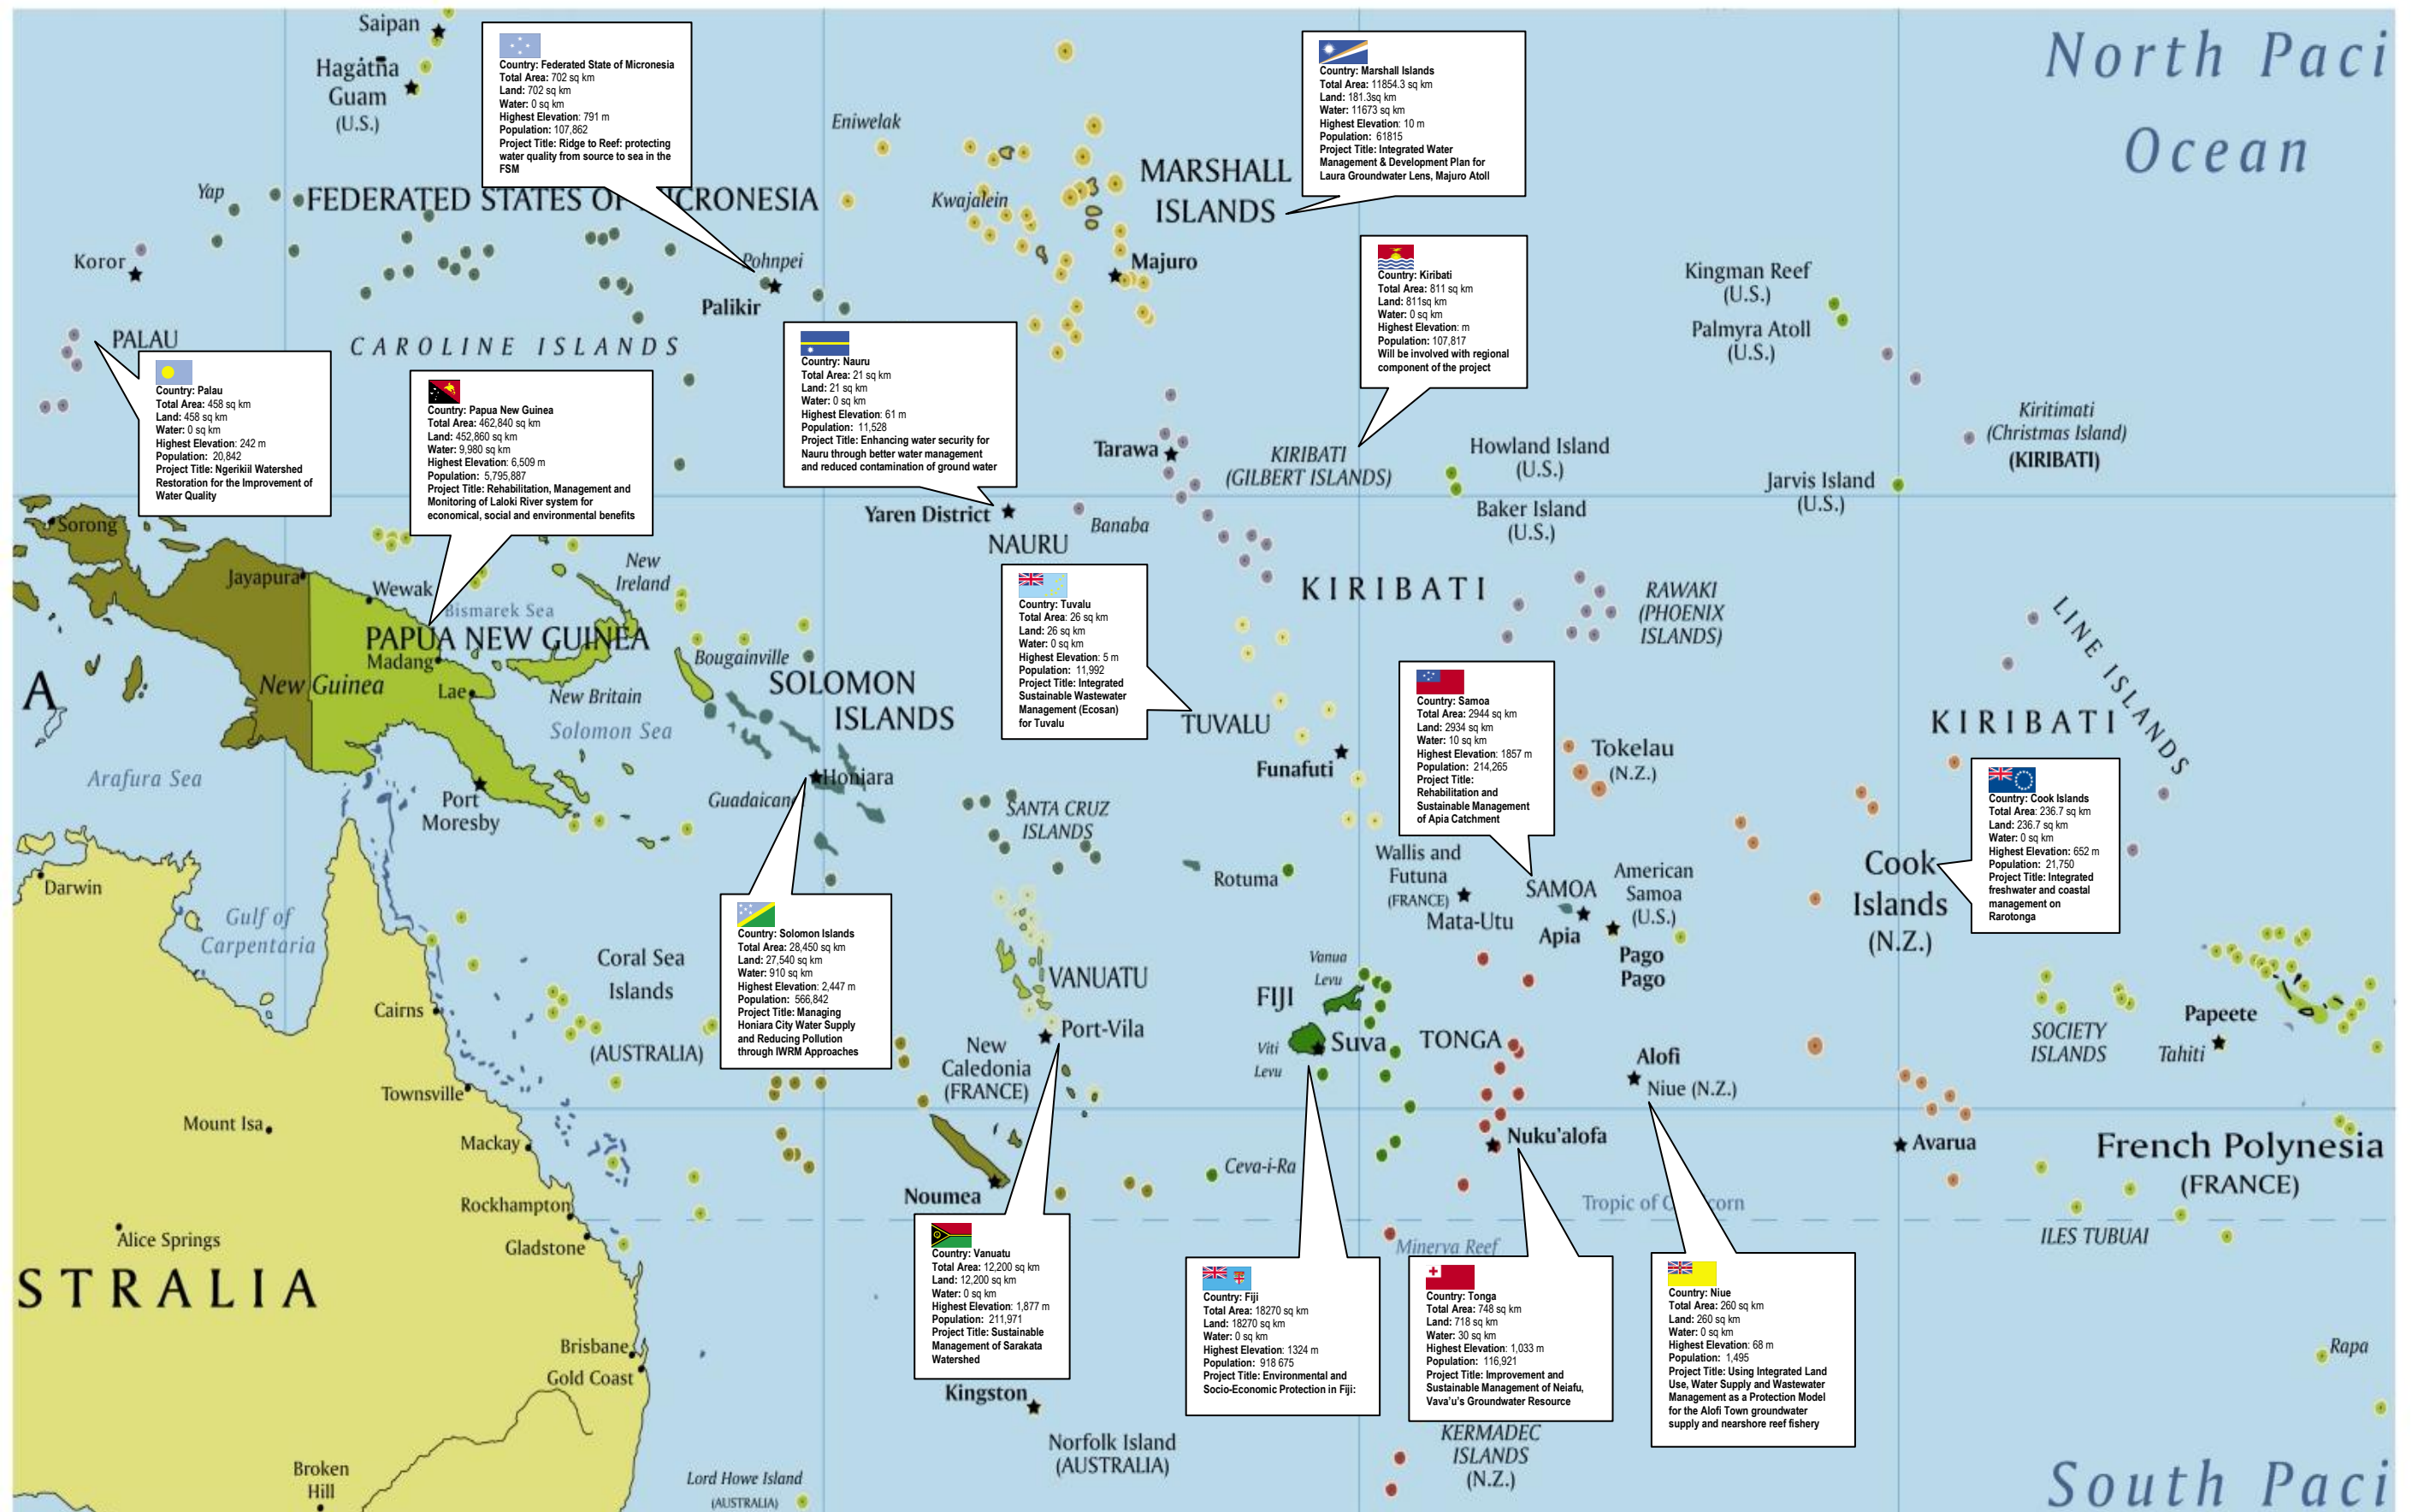 Saipan
Hagåtña
Guam
(U.S.)
Country: Federated State of Micronesia
Total Area: 702 sq km
Land: 702 sq km
Water: 0 sq km
Highest Elevation: 791 m
Population: 107,862
Project Title: Ridge to Reef: protecting
water quality from source to sea in the
FSM
Eniwelak
Country: Marshall Islands
Total Area: 11854.3 sq km
Land: 181.3sq km
Water: 11673 sq km
Highest Elevation: 10 m
Population: 61815
Project Title: Integrated Water
Management & Development Plan for
Laura Groundwater Lens, Majuro Atoll
North Paci
Ocean
MARSHALL
ISLANDS
Yap
FEDERATED STATES OF MICRONESIA
Kwajalein
Koror
Pohnpei
Palikir
Majuro
Country: Kiribati
Total Area: 811 sq km
Land: 811sq km
Water: 0 sq km
Highest Elevation: m
Population: 107,817
Will be involved with regional
component of the project
Kingman Reef
(U.S.)
Palmyra Atoll
(U.S.)
PALAU
CAROLINE ISLANDS
Country: Palau
Total Area: 458 sq km
Land: 458 sq km
Water: 0 sq km
Highest Elevation: 242 m
Population: 20,842
Project Title: Ngerikiil Watershed
Restoration for the Improvement of
Water Quality
Country: Papua New Guinea
Total Area: 462,840 sq km
Land: 452,860 sq km
Water: 9,980 sq km
Highest Elevation: 6,509 m
Population: 5,795,887
Project Title: Rehabilitation, Management and
Monitoring of Laloki River system for
economical, social and environmental benefits
Country: Nauru
Total Area: 21 sq km
Land: 21 sq km
Water: 0 sq km
Highest Elevation: 61 m
Population: 11,528
Project Title: Enhancing water security for
Nauru through better water management
and reduced contamination of ground water
Tarawa
KIRIBATI
(GILBERT ISLANDS)
Howland Island
(U.S.)
Baker Island
(U.S.)
Jarvis Island
(U.S.)
Kiritimati
(Christmas Island)
(KIRIBATI)
Yaren District
Banaba
NAURU
Sorong
Jayapura
Wewak
New
Ireland
Bismarek Sea
PAPUA NEW GUINEA
Madang
New Guinea
Lae
New Britain
Solomon Sea
Bougainville
SOLOMON
ISLANDS
Country: Tuvalu
Total Area: 26 sq km
Land: 26 sq km
Water: 0 sq km
Highest Elevation: 5 m
Population: 11,992
Project Title: Integrated
Sustainable Wastewater
Management (Ecosan)
for Tuvalu
KIRIBATI
RAWAKI
(PHOENIX
ISLANDS)
LINE ISLANDS
KIRIBATI
TUVALU
Funafuti
Country: Samoa
Total Area: 2944 sq km
Land: 2934 sq km
Water: 10 sq km
Highest Elevation: 1857 m
Population: 214,265
Project Title:
Rehabilitation and
Sustainable Management
of Apia Catchment
Tokelau
(N.Z.)
Country: Cook Islands
Total Area: 236.7 sq km
Land: 236.7 sq km
Water: 0 sq km
Highest Elevation: 652 m
Population: 21,750
Project Title: Integrated
freshwater and coastal
management on
Rarotonga
A
Arafura Sea
Port
Moresby
Honiara
Guadalcan
SANTA CRUZ
ISLANDS
Darwin
Gulf of
Carpentaria
Rotuma
Wallis and
Futuna
(FRANCE)
Mata-Utu
SAMOA
Apia
American
Samoa
(U.S.)
Pago
Pago
Cook
Islands
(N.Z.)
Country: Solomon Islands
Total Area: 28,450 sq km
Land: 27,540 sq km
Water: 910 sq km
Highest Elevation: 2,447 m
Population: 566,842
Project Title: Managing
Honiara City Water Supply
and Reducing Pollution
through IWRM Approaches
Coral Sea
Islands
(AUSTRALIA)
Cairns
VANUATU
Port-Vila
New
Caledonia
(FRANCE)
Vanua
Levu
FIJI
Viti
Levu
Suva
TONGA
Alofi
Niue (N.Z.)
SOCIETY
ISLANDS
Papeete
Tahiti
Townsville
Mount Isa
Mackay
Nuku'alofa
Avarua
French Polynesia
(FRANCE)
Ceva-i-Ra
Noumea
Rockhampton
Tropic of C orn
Alice Springs
Gladstone
Minerva Reef
ILES TUBUAI
STRALIA
Country: Vanuatu
Total Area: 12,200 sq km
Land: 12,200 sq km
Water: 0 sq km
Highest Elevation: 1,877 m
Population: 211,971
Project Title: Sustainable
Management of Sarakata
Watershed
Country: Fiji
Total Area: 18270 sq km
Land: 18270 sq km
Water: 0 sq km
Highest Elevation: 1324 m
Population: 918 675
Project Title: Environmental and
Socio-Economic Protection in Fiji:
Country: Tonga
Total Area: 748 sq km
Land: 718 sq km
Water: 30 sq km
Highest Elevation: 1,033 m
Population: 116,921
Project Title: Improvement and
Sustainable Management of Neiafu,
Vava'u's Groundwater Resource
Country: Niue
Total Area: 260 sq km
Land: 260 sq km
Water: 0 sq km
Highest Elevation: 68 m
Population: 1,495
Project Title: Using Integrated Land
Use, Water Supply and Wastewater
Management as a Protection Model
for the Alofi Town groundwater
supply and nearshore reef fishery
Brisbane
Gold Coast
Kingston
Rapa
Norfolk Island
(AUSTRALIA)
KERMADEC
ISLANDS
(N.Z.)
Broken
Hill
Lord Howe Island
(AUSTRALIA)
South Paci